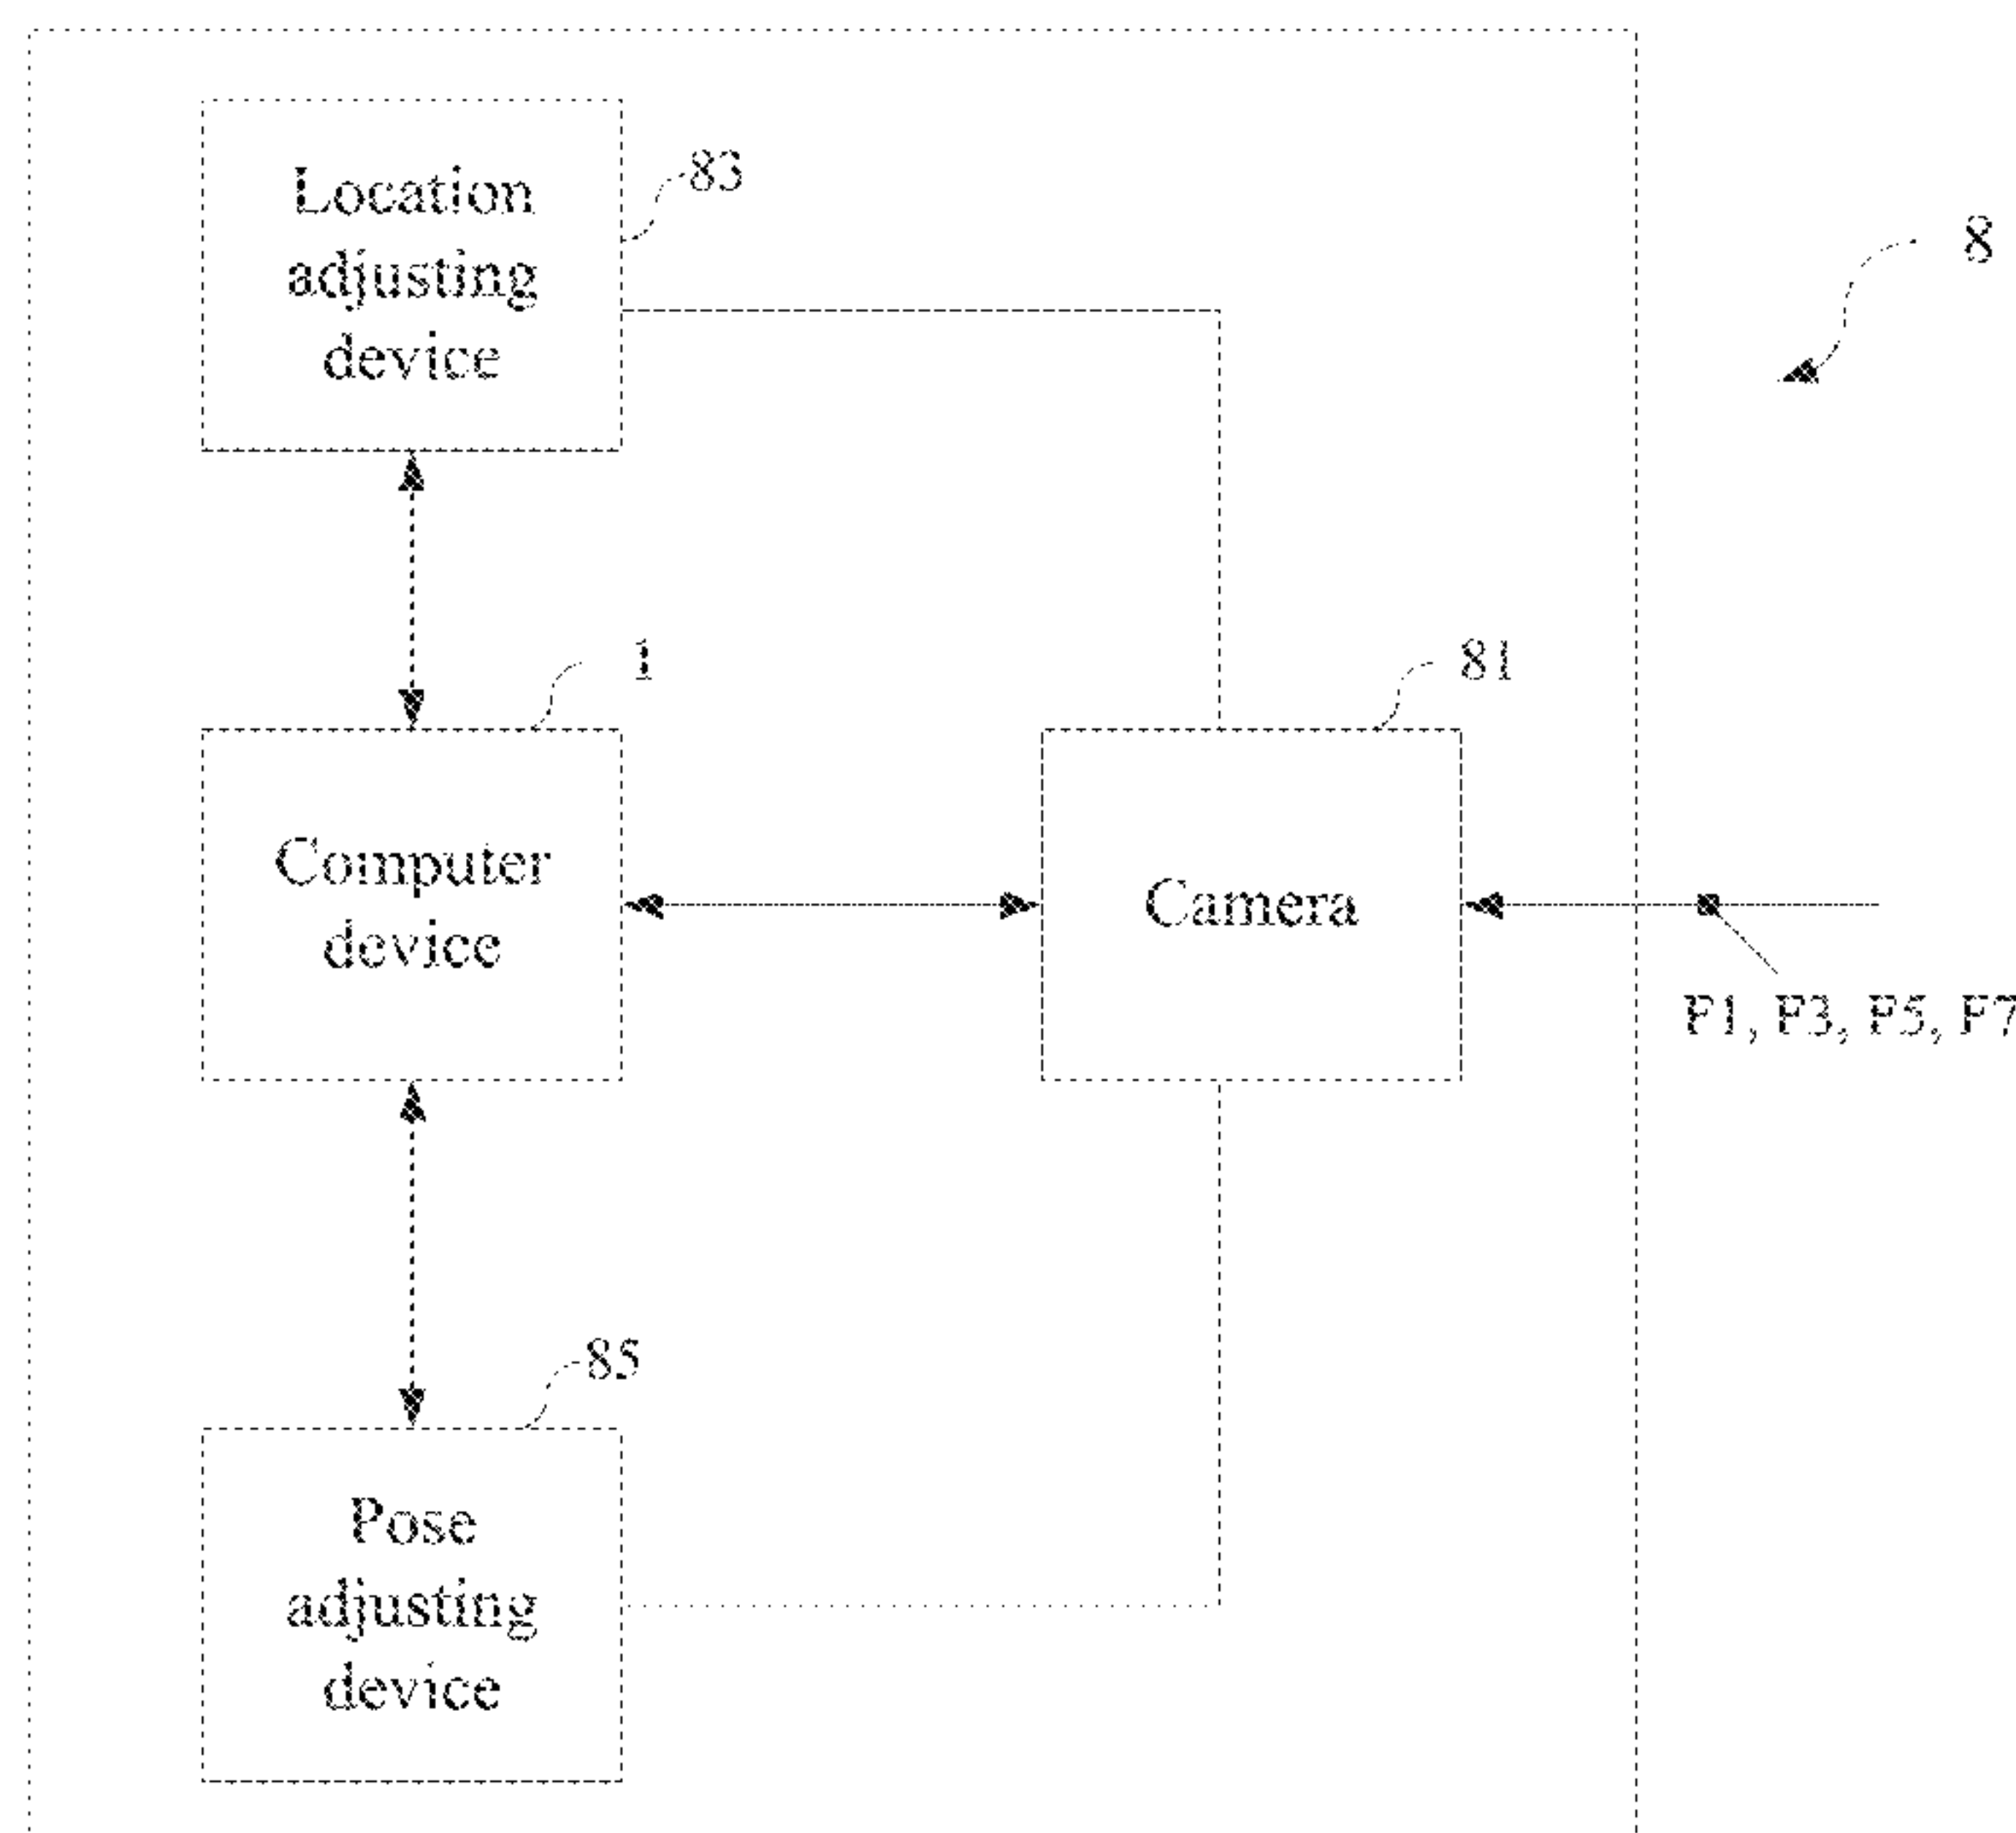 Location
adjusting
device
83
8
1
81
Computer
device
Camera
F1, F3, F5, F7
85
Pose
adjusting
device